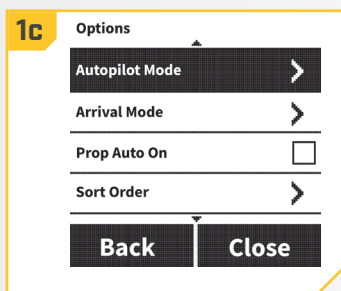 1c
Options
Autopilot Mode
Arrival Mode
Prop Auto On
Sort Order
Back Close